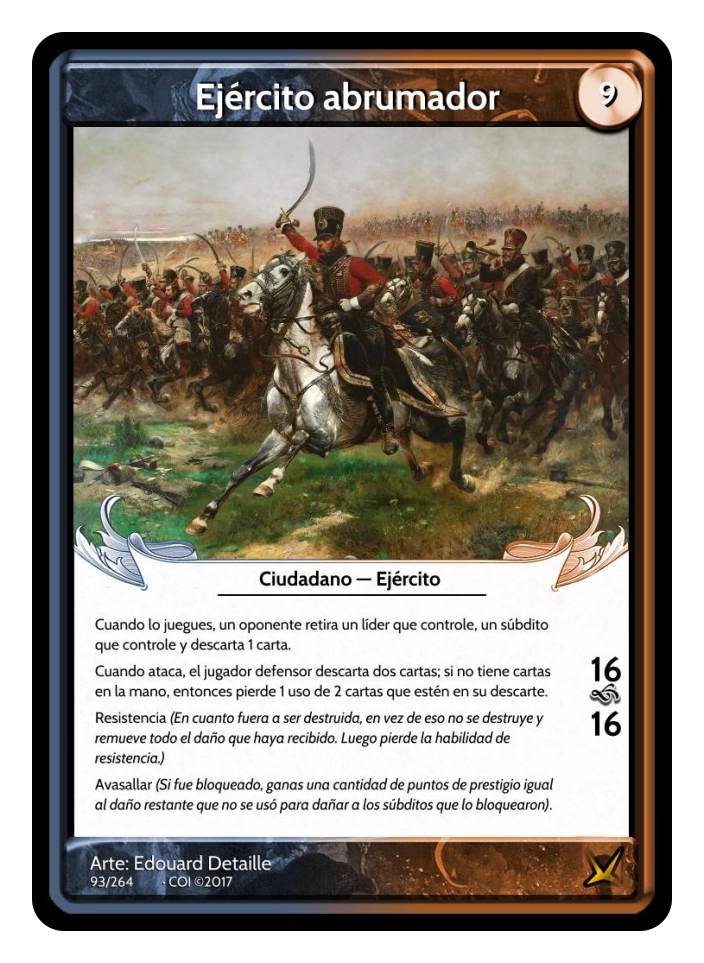 Ejército abrumador
9
Ciudadano — Ejército
Cuando lo juegues, un oponente retira un líder que controle, un súbdito
que controle y descarta 1 carta.
Cuando ataca, el jugador defensor descarta dos cartas; si no tiene cartas
en la mano, entonces pierde 1 uso de 2 cartas que estén en su descarte.
Resistencia (En cuanto fuera a ser destruida, en vez de eso no se destruye y
remueve todo el daño que haya recibido. Luego pierde la habilidad de
resistencia.)
Avasallar (Si fue bloqueado, ganas una cantidad de puntos de prestigio igual
al daño restante que no se usó para dañar a los súbditos que lo bloquearon).
16
16
Arte: Edouard Detaille
93/264 · COI ©2017